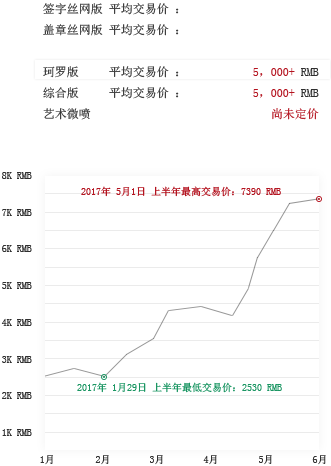 签字丝网版 平均交易价 :
盖章丝网版 平均交易价 :
珂罗版 平均交易价 : 5, 000+ RMB
综合版 平均交易价 : 5, 000+ RMB
艺术微喷 尚未定价
8K RMB
2017年 5月1日 上半年最高交易价: 7390 RMB
7K RMB
6K RMB
5K RMB
4K RMB
3K RMB
2017年 1月29日 上半年最低交易价: 2530 RMB
2K RMB
1K RMB
1月 2月 3月 4月 5月 6月